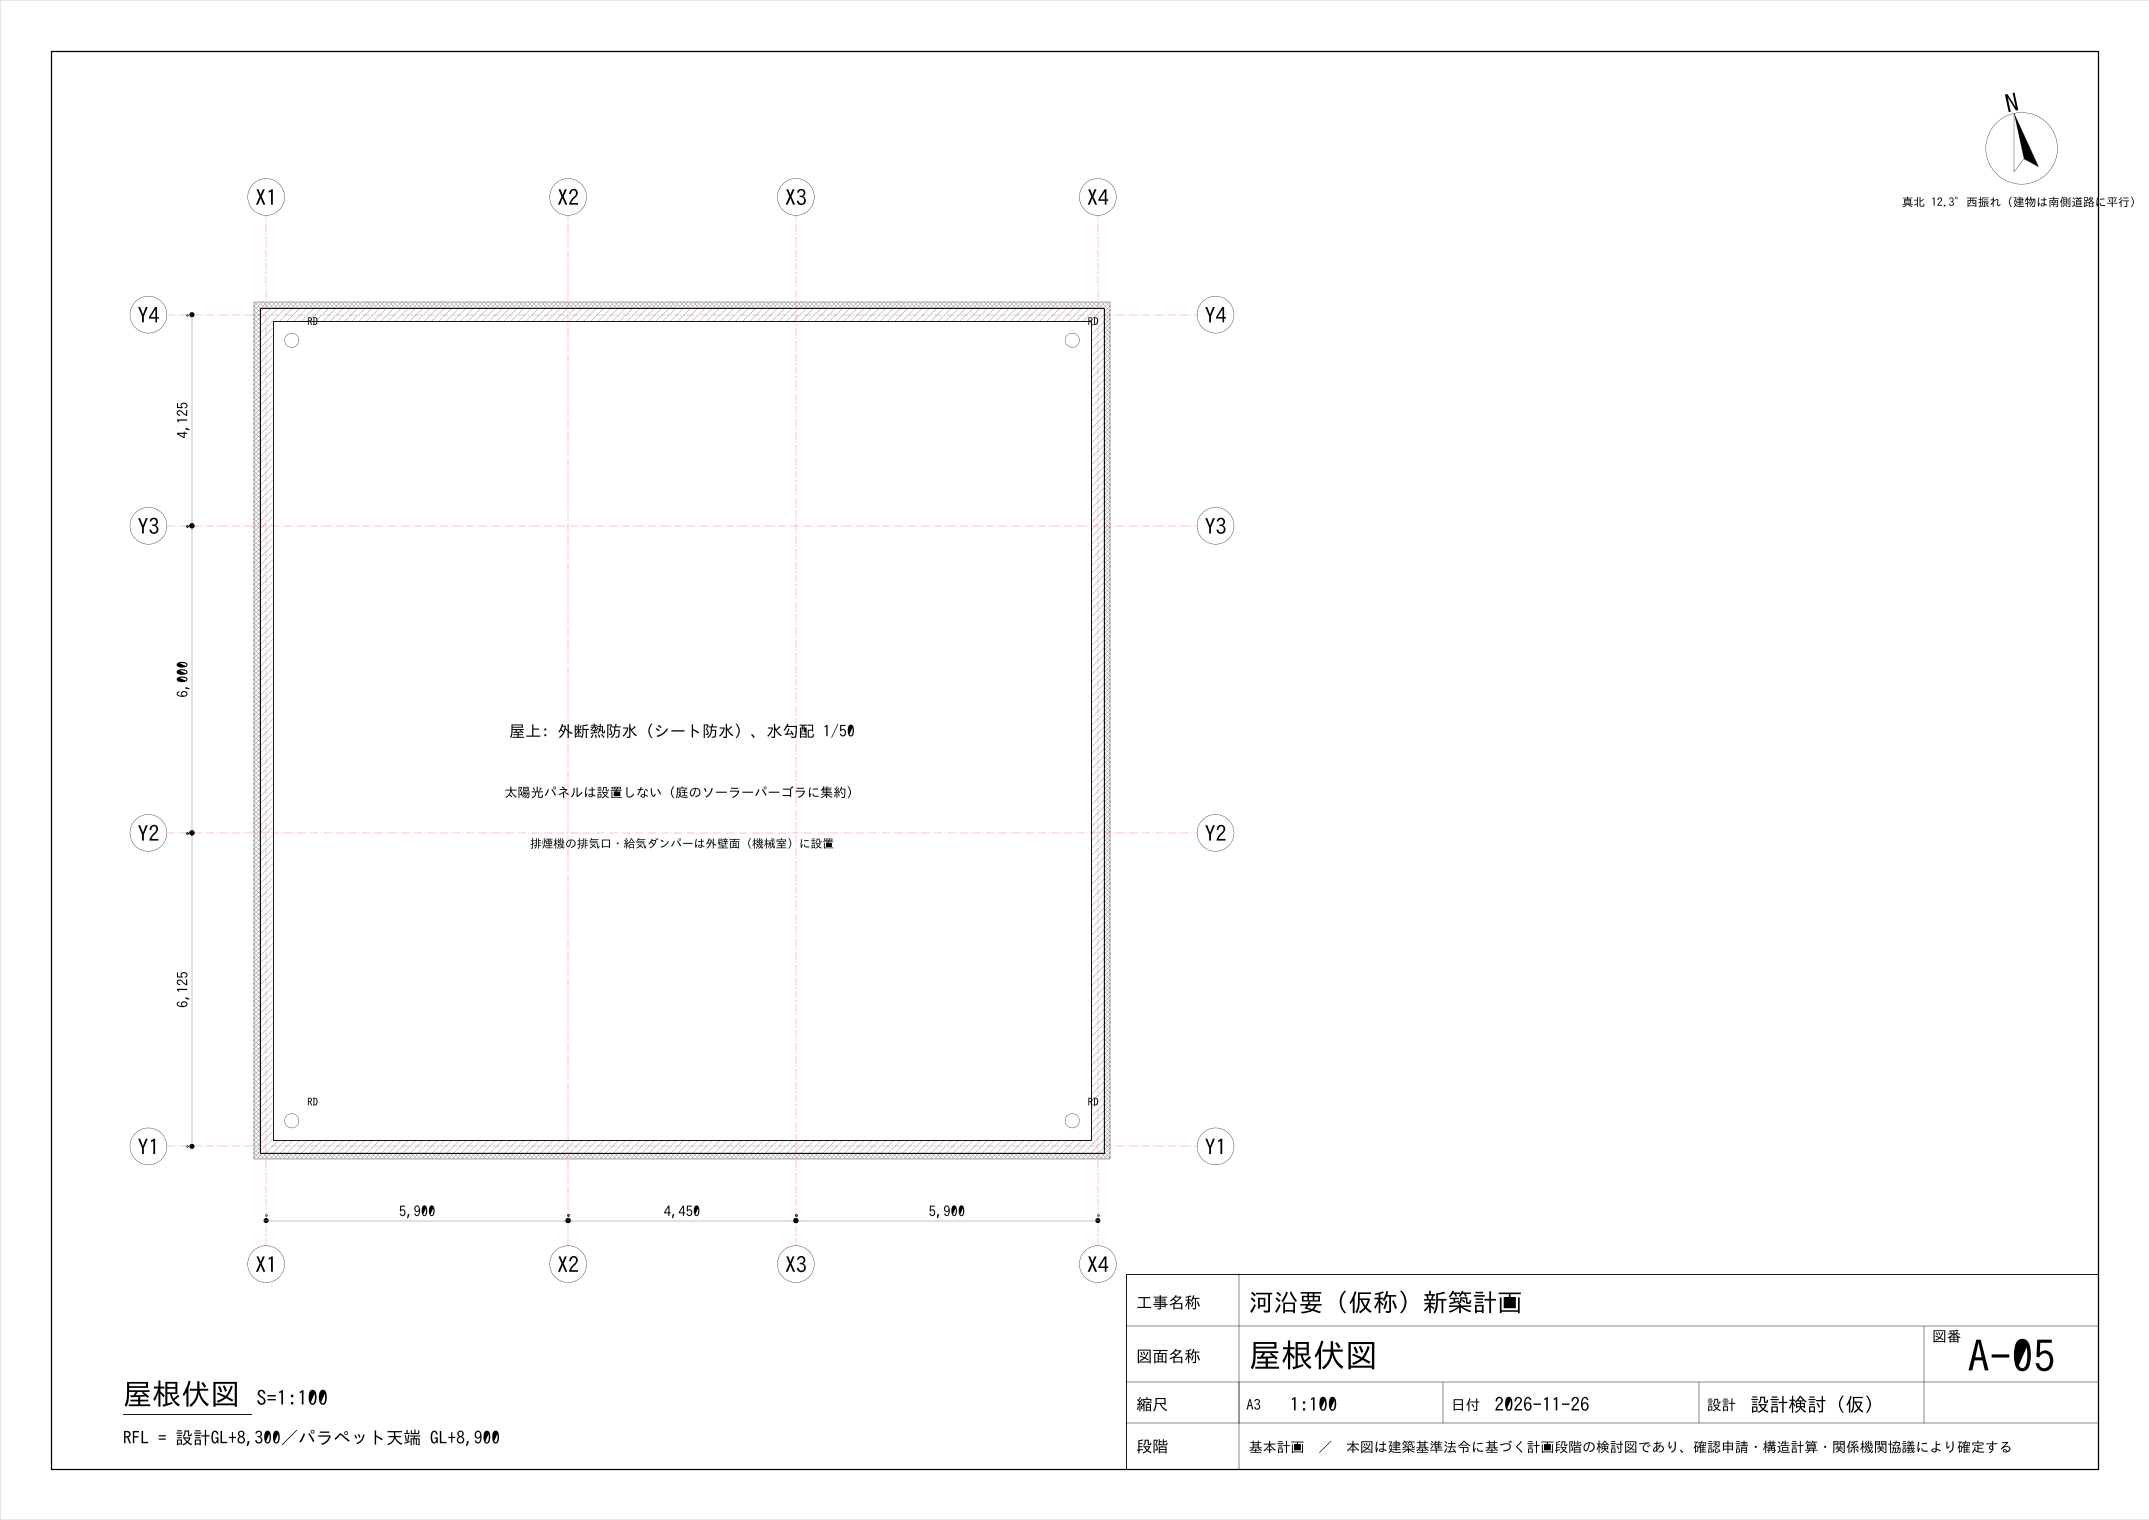 N
真北 12.3° 西振れ（建物は南側道路に平行）
X1 X2 X3 X4
Y4 Y4
RD RD
4,125
Y3 Y3
6,000
屋上: 外断熱防水（シート防水）、水勾配 1/50
太陽光パネルは設置しない（庭のソーラーパーゴラに集約）
Y2 Y2
排煙機の排気口・給気ダンパーは外壁面（機械室）に設置
6,125
RD RD
Y1 Y1
5,900 4,450 5,900
X1 X2 X3 X4
屋根伏図 S=1:100
RFL = 設計GL+8,300／パラペット天端 GL+8,900
工事名称 河沿要（仮称）新築計画
図面名称 屋根伏図 図番 A-05
縮尺 A3 1:100 日付 2026-11-26 設計 設計検討（仮）
段階 基本計画 ／ 本図は建築基準法令に基づく計画段階の検討図であり、確認申請・構造計算・関係機関協議により確定する